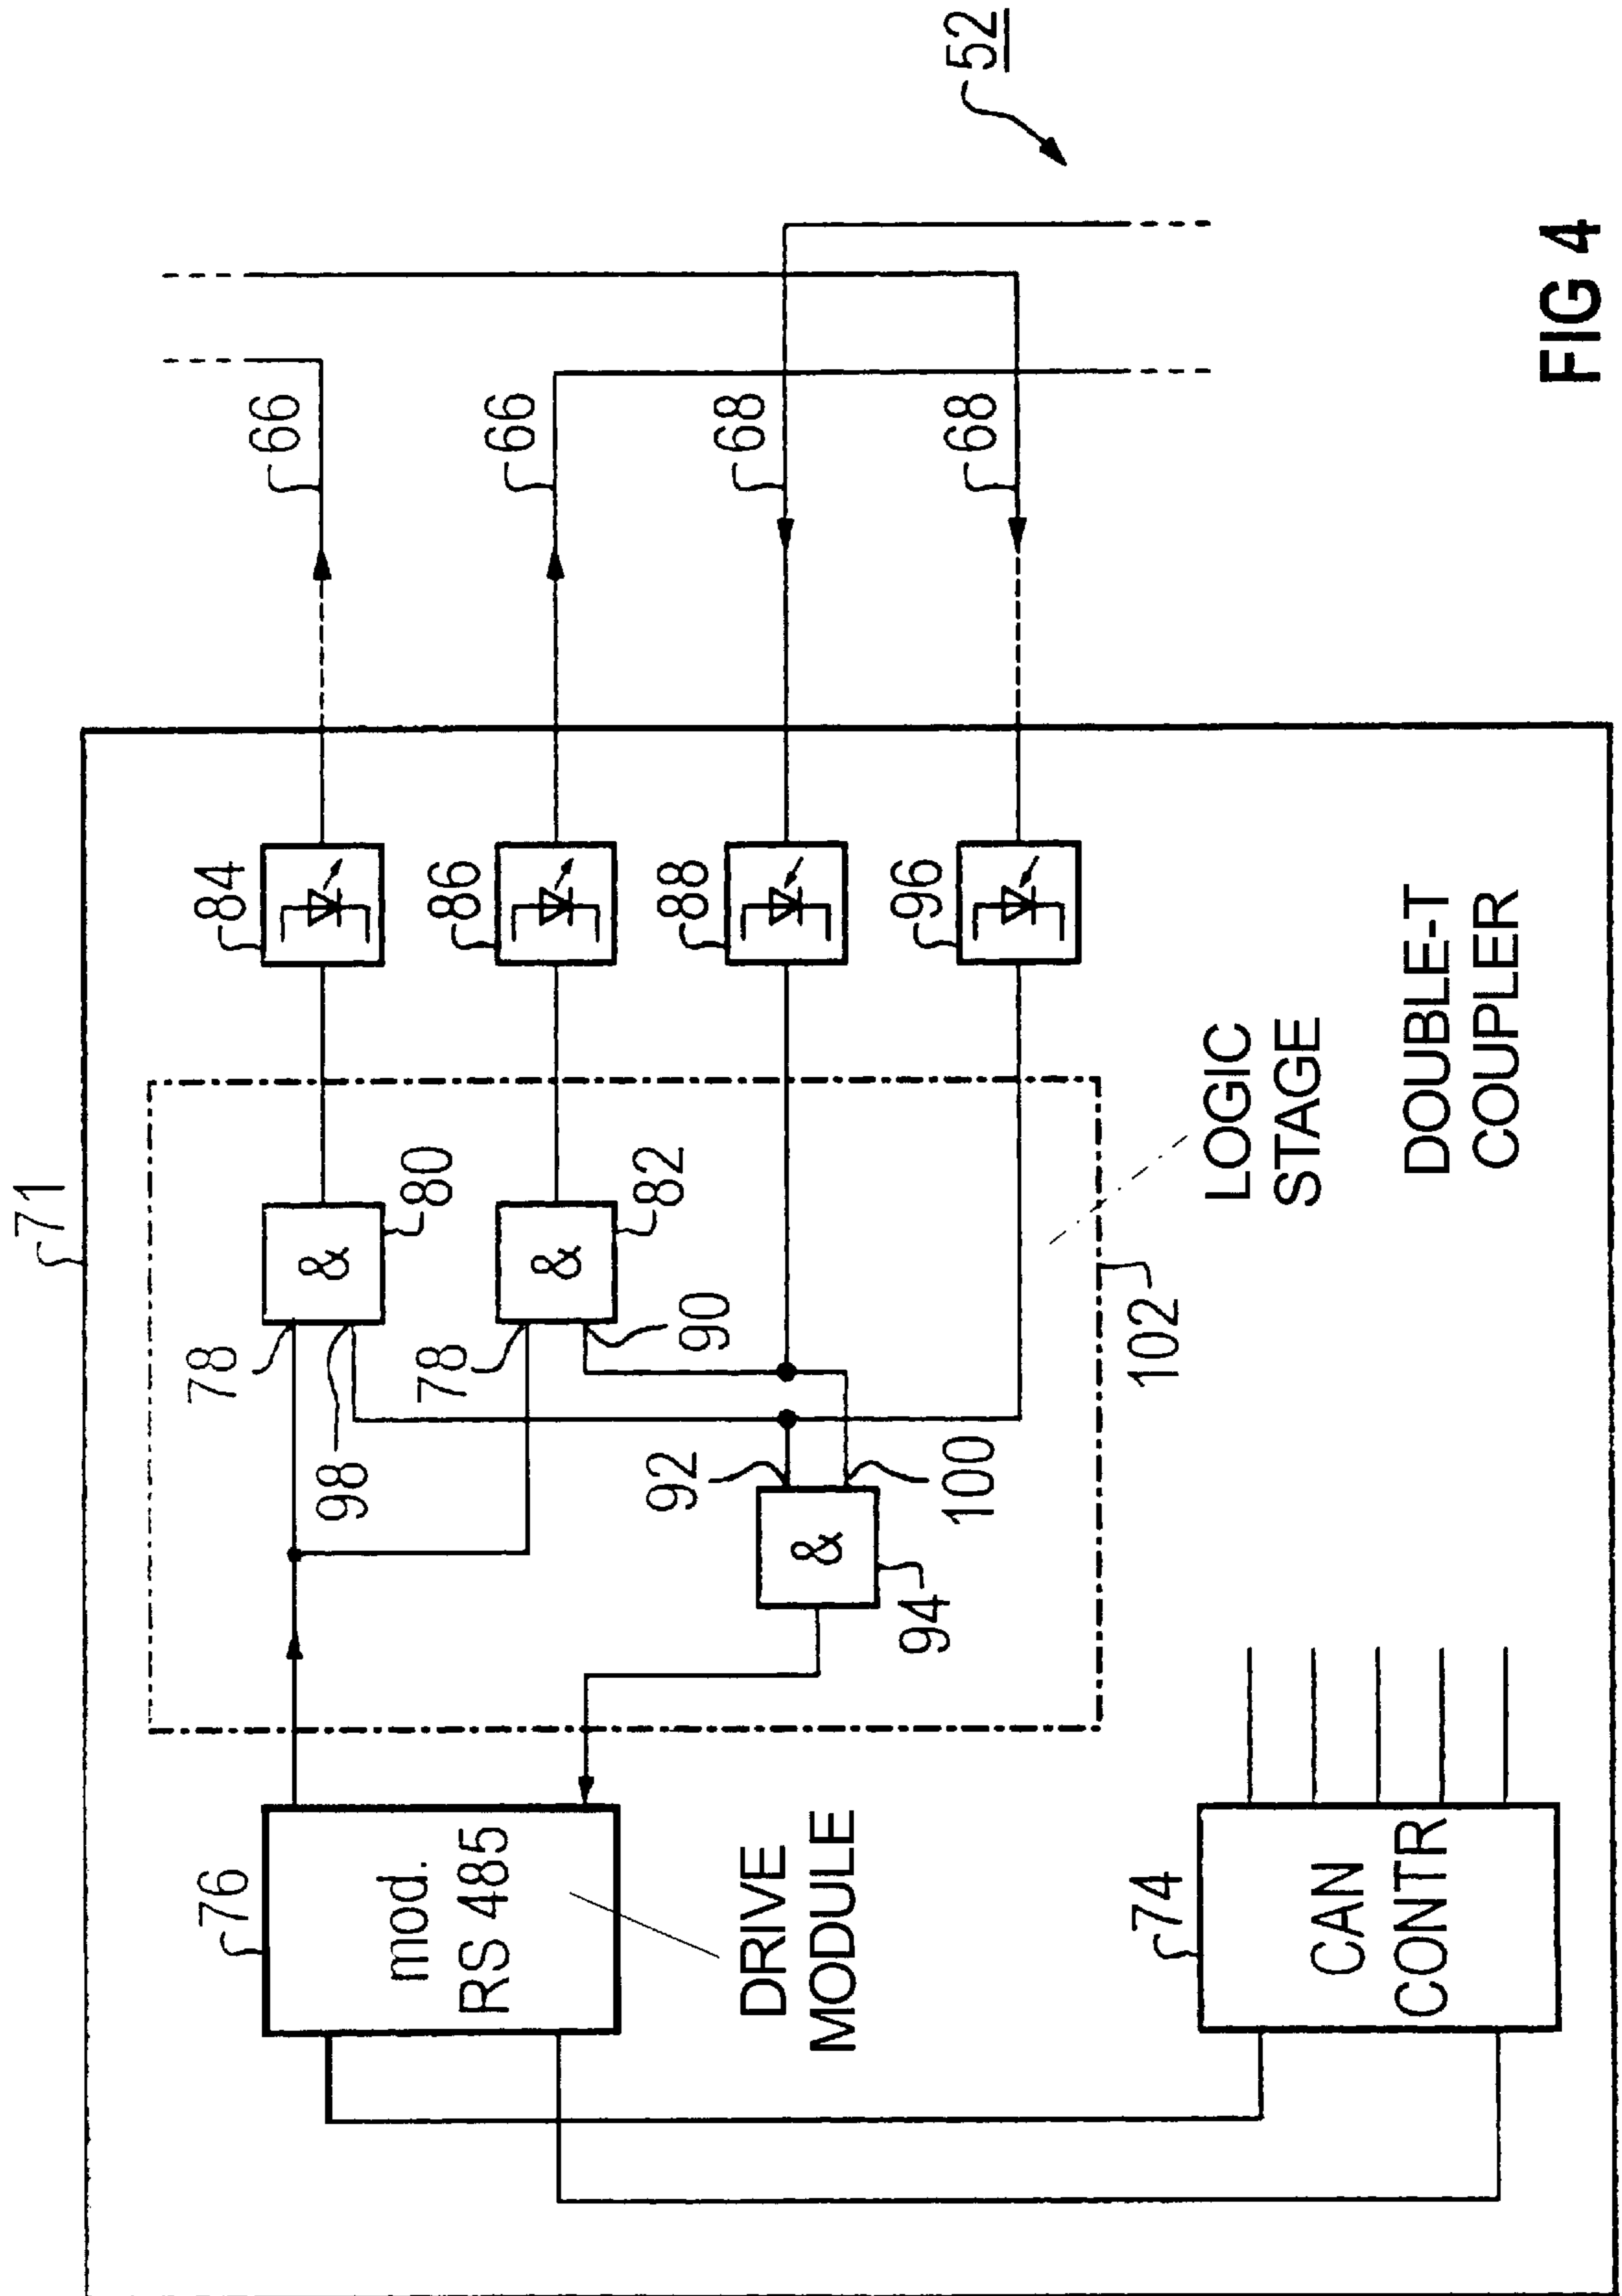 71
76
mod.
RS 485
DRIVE
MODULE
74
CAN
CONTR
78
98
78
90
92
100
94
80
&
82
&
&
102
LOGIC
STAGE
DOUBLE-T
COUPLER
84
86
88
96
66
66
68
68
52
FIG 4